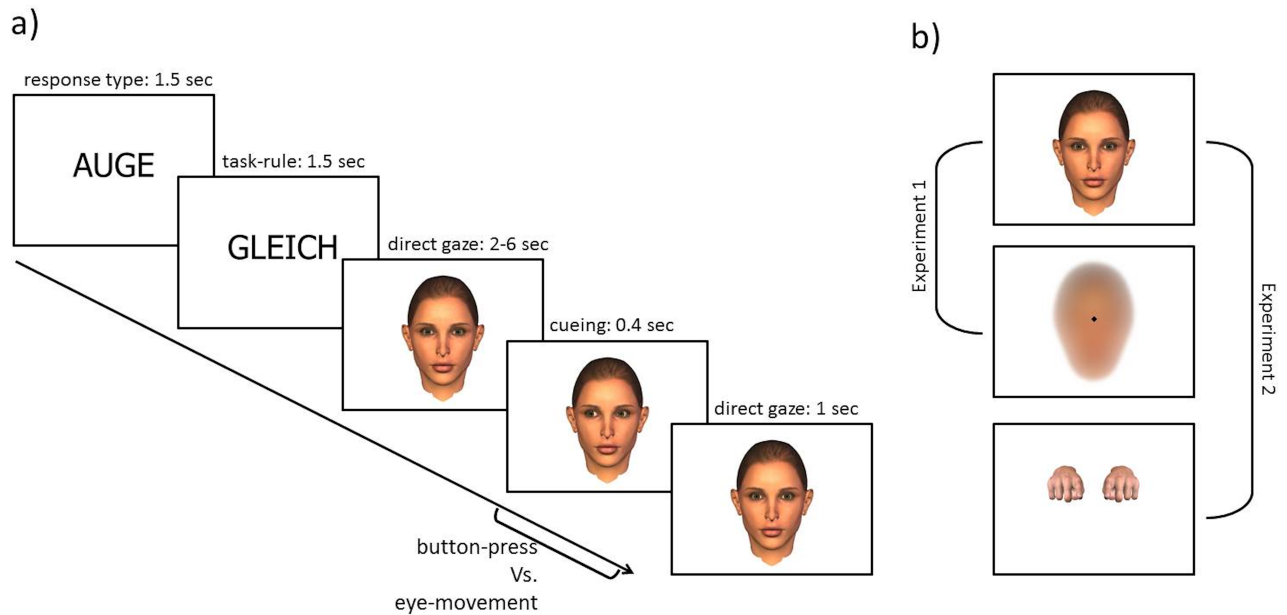 a)
response type: 1.5 sec
AUGE
task-rule: 1.5 sec
GLEICH
direct gaze: 2-6 sec
cueing: 0.4 sec
direct gaze: 1 sec
button-press
Vs.
eye-movement
b)
Experiment 1
Experiment 2